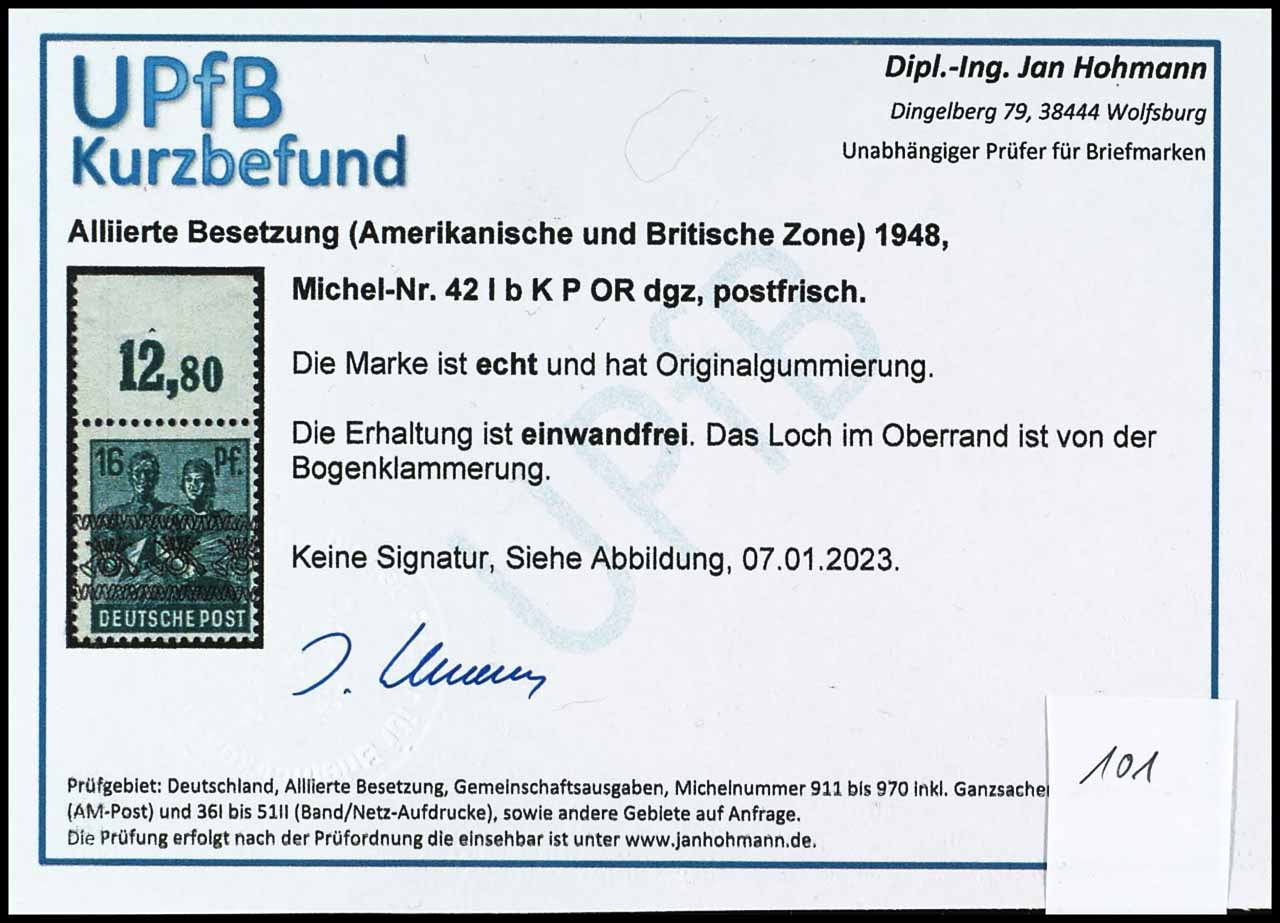 UPfB
Kurzbefund
Dipl.-Ing. Jan Hohmann
Dingelberg 79, 38444 Wolfsburg
Unabhängiger Prüfer für Briefmarken
Alliierte Besetzung (Amerikanische und Britische Zone) 1948,
Michel-Nr. 42 I b K P OR dgz, postfrisch.
12,80
16 Pf.
DEUTSCHE POST
Die Marke ist echt und hat Originalgummierung.
Die Erhaltung ist einwandfrei. Das Loch im Oberrand ist von der
Bogenklammerung.
Keine Signatur, Siehe Abbildung, 07.01.2023.
UPfB
101
Prüfgebiet: Deutschland, Alliierte Besetzung, Gemeinschaftsausgaben, Michelnummer 911 bis 970 inkl.
(AM-Post) und 36I bis 51II (Band/Netz-Aufdrucke), sowie andere Gebiete auf Anfrage.
Die Prüfung erfolgt nach der Prüfordnung die einsehbar ist unter www.janhohmann.de.